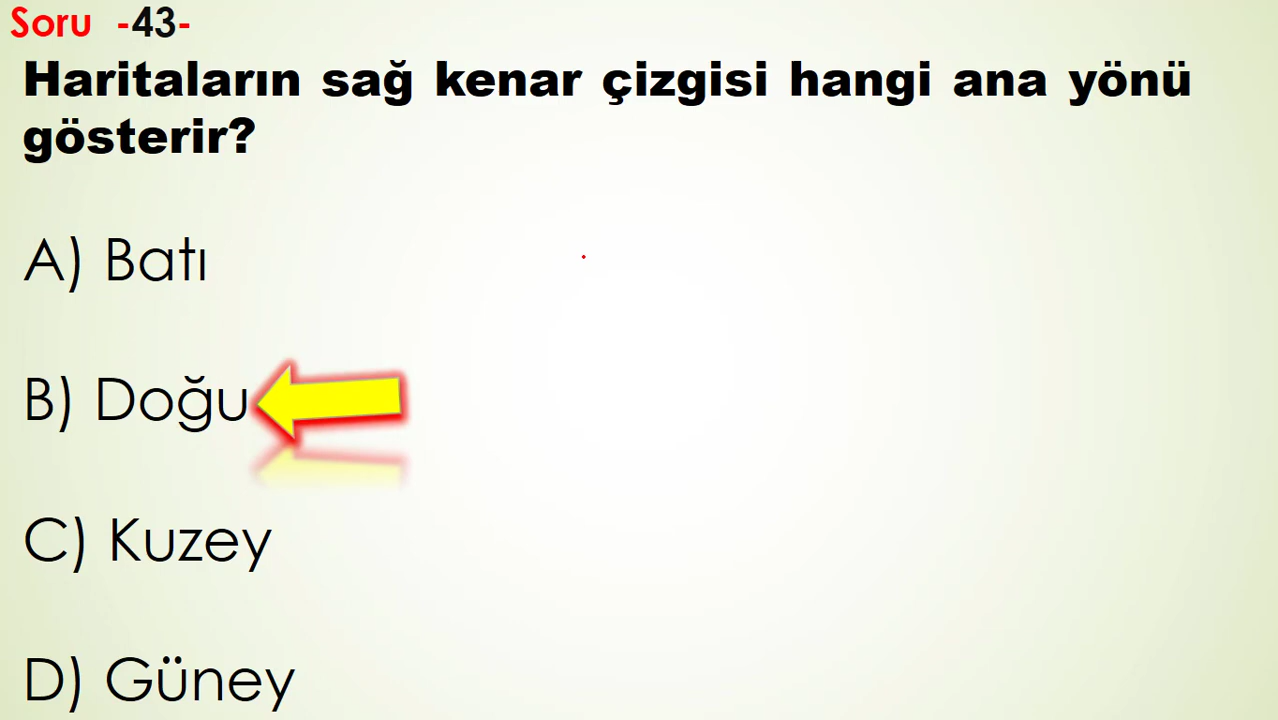 Soru -43-
Haritaların sağ kenar çizgisi hangi ana yönü
gösterir?
A) Batı
B) Doğu
C) Kuzey
D) Güney